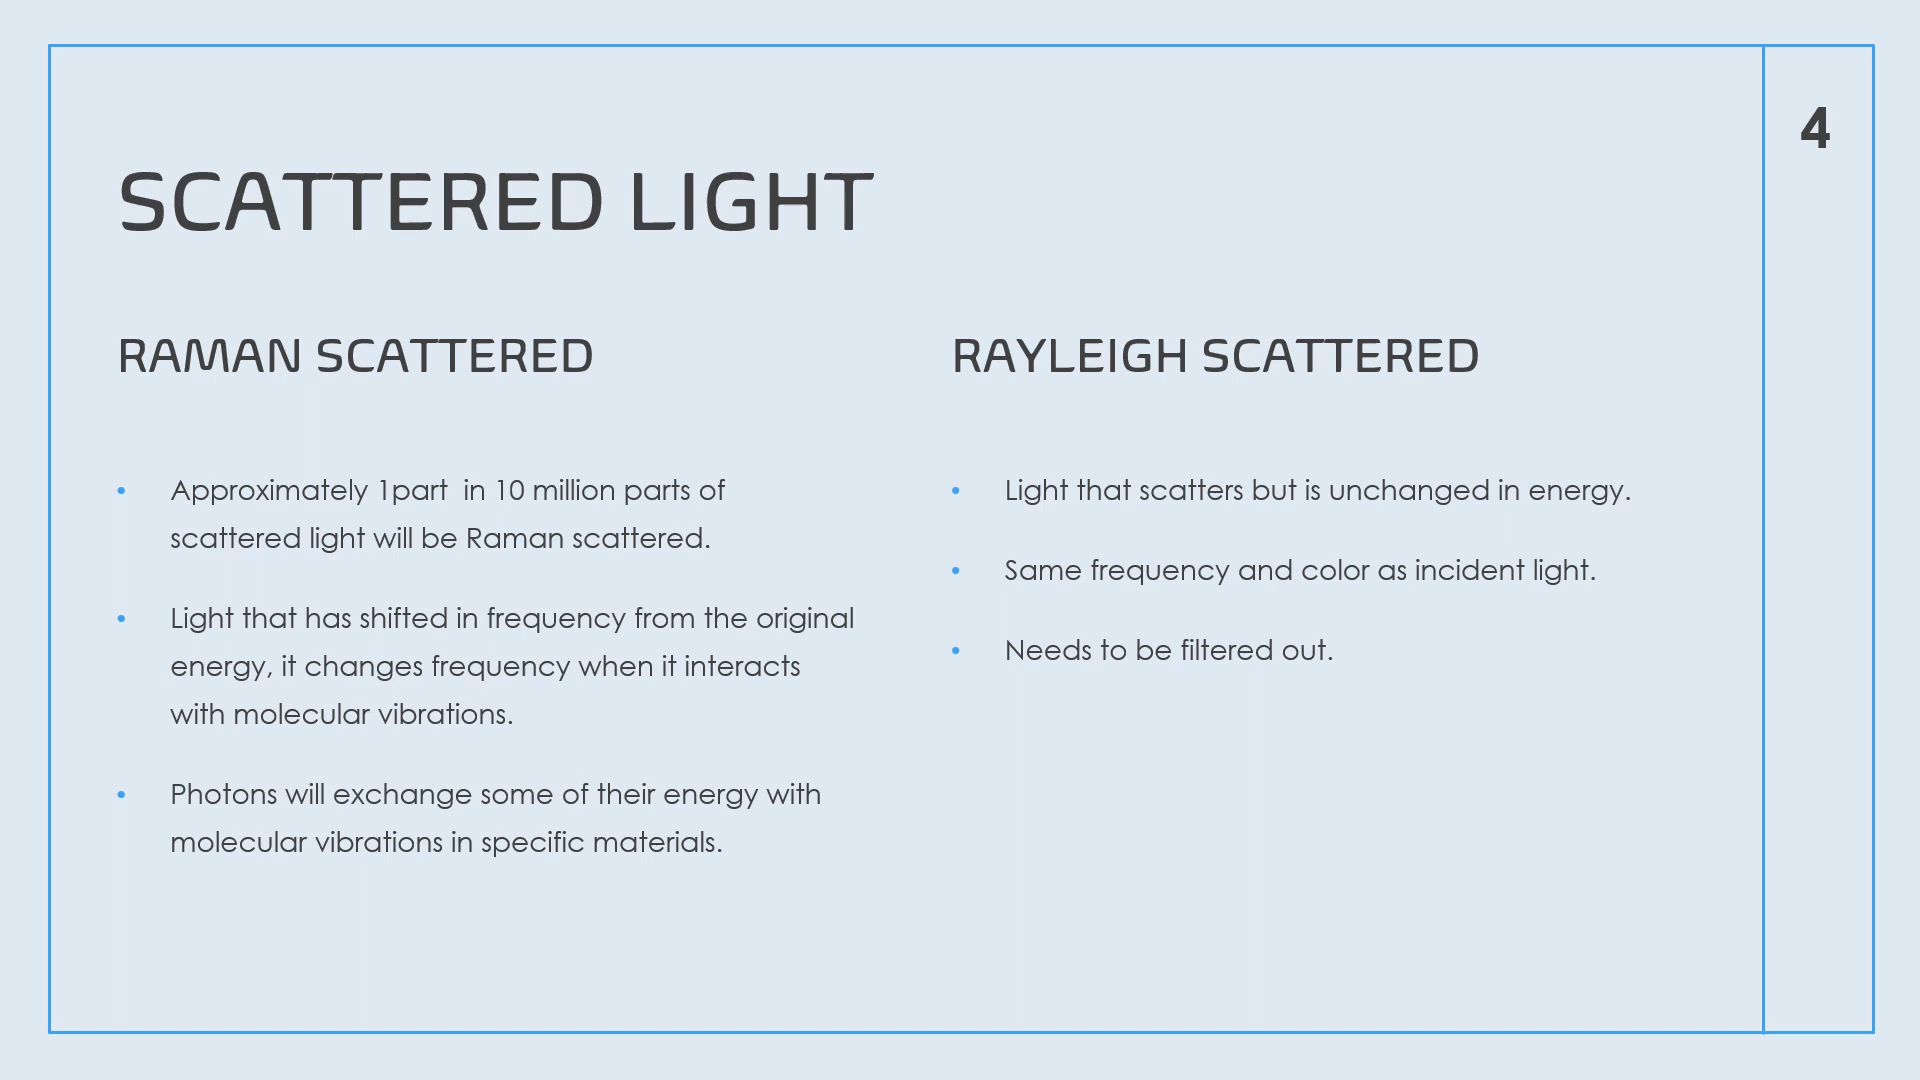 4
SCATTERED LIGHT
RAMAN SCATTERED
• Approximately 1part  in 10 million parts of
scattered light will be Raman scattered.
• Light that has shifted in frequency from the original
energy, it changes frequency when it interacts
with molecular vibrations.
• Photons will exchange some of their energy with
molecular vibrations in specific materials.
RAYLEIGH SCATTERED
• Light that scatters but is unchanged in energy.
• Same frequency and color as incident light.
• Needs to be filtered out.